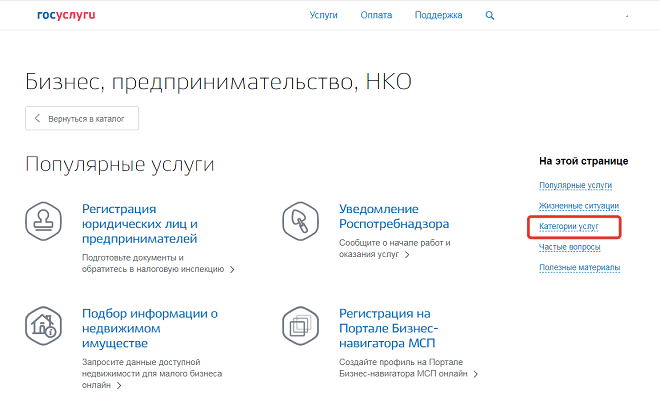 госуслуги
Услуги Оплата Поддержка
Бизнес, предпринимательство, НКО
Вернуться в каталог
Популярные услуги
Регистрация
юридических лиц и
предпринимателей
Подготовьте документы и
обратитесь в налоговую инспекцию
Уведомление
Роспотребнадзора
Сообщите о начале работ и
оказания услуг
Подбор информации о
недвижимом
имуществе
Запросите данные доступной
недвижимости для малого бизнеса
онлайн
Регистрация на
Портале Бизнес-
навигатора МСП
Создайте профиль на Портале
Бизнес-навигатора МСП онлайн
На этой странице
Популярные услуги
Жизненные ситуации
Категории услуг
Частые вопросы
Полезные материалы